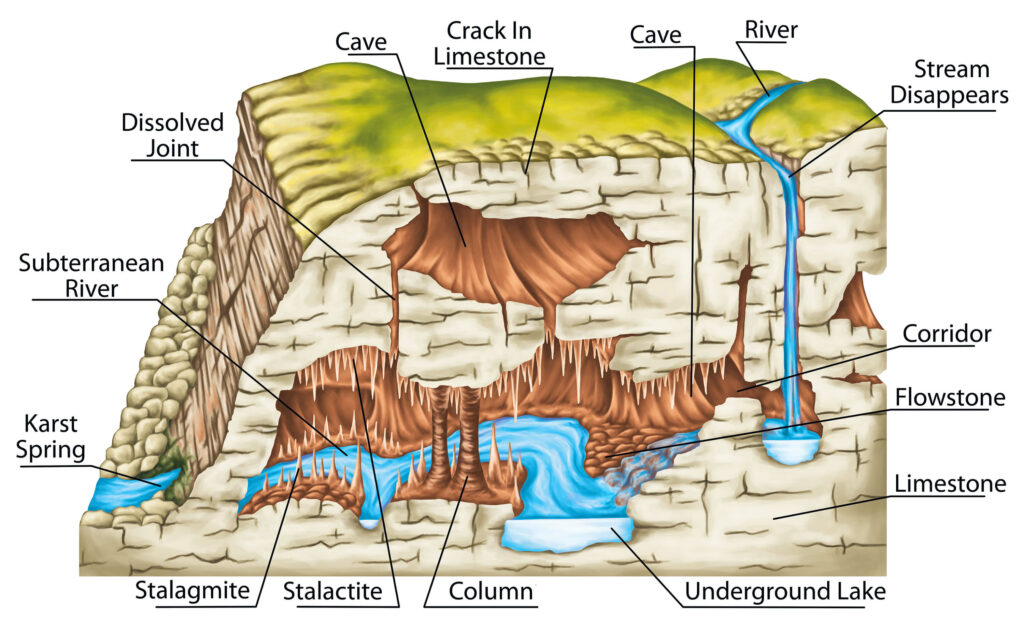 Cave
Crack In
Limestone
Cave
River
Stream
Disappears
Dissolved
Joint
Subterranean
River
Corridor
Flowstone
Karst
Spring
Limestone
Stalagmite
Stalactite
Column
Underground Lake